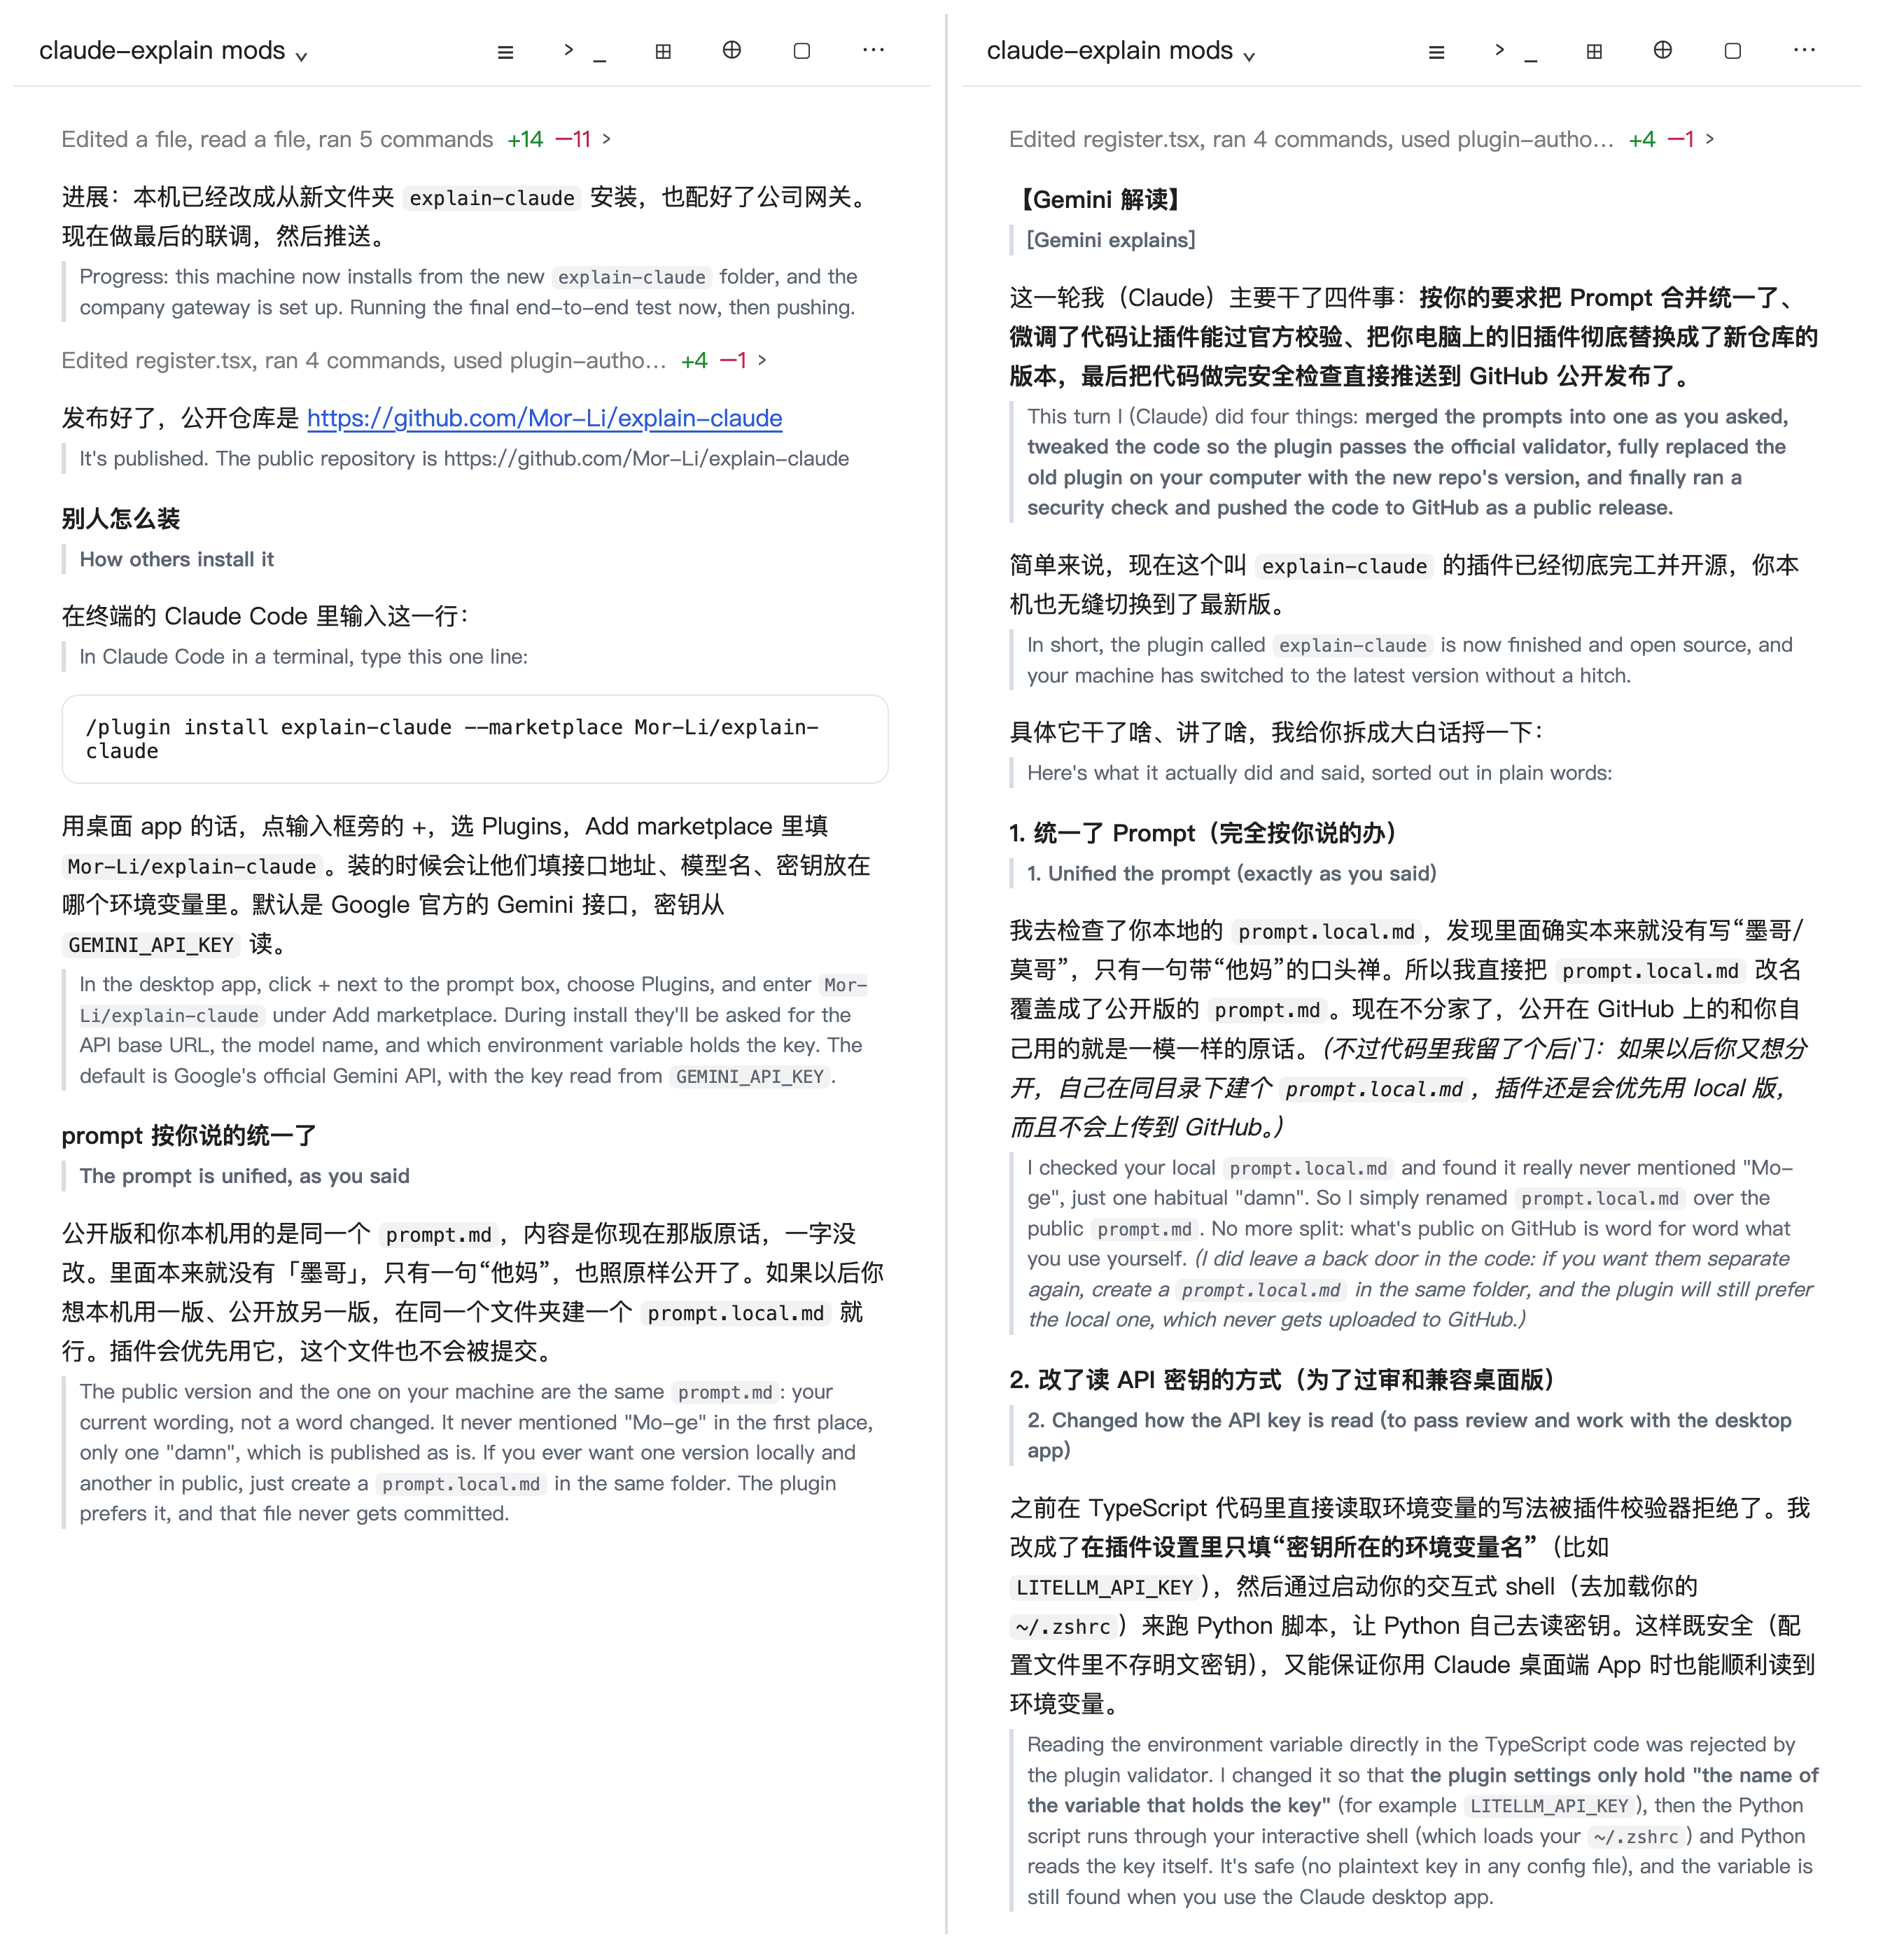 claude-explain mods
Edited a file, read a file, ran 5 commands +14 −11 >
进展：本机已经改成从新文件夹 explain-claude 安装，也配好了公司网关。
现在做最后的联调，然后推送。
Progress: this machine now installs from the new explain-claude folder, and the
company gateway is set up. Running the final end-to-end test now, then pushing.
Edited register.tsx, ran 4 commands, used plugin-autho… +4 −1 >
发布好了，公开仓库是 https://github.com/Mor-Li/explain-claude
It's published. The public repository is https://github.com/Mor-Li/explain-claude
别人怎么装
How others install it
在终端的 Claude Code 里输入这一行：
In Claude Code in a terminal, type this one line:
/plugin install explain-claude --marketplace Mor-Li/explain-
claude
用桌面 app 的话，点输入框旁的 +，选 Plugins，Add marketplace 里填
Mor-Li/explain-claude。装的时候会让他们填接口地址、模型名、密钥放在
哪个环境变量里。默认是 Google 官方的 Gemini 接口，密钥从
GEMINI_API_KEY 读。
In the desktop app, click + next to the prompt box, choose Plugins, and enter Mor-
Li/explain-claude under Add marketplace. During install they'll be asked for the
API base URL, the model name, and which environment variable holds the key. The
default is Google's official Gemini API, with the key read from GEMINI_API_KEY.
prompt 按你说的统一了
The prompt is unified, as you said
公开版和你本机用的是同一个 prompt.md，内容是你现在那版原话，一字没
改。里面本来就没有「墨哥」，只有一句“他妈”，也照原样公开了。如果以后你
想本机用一版、公开放另一版，在同一个文件夹建一个 prompt.local.md 就
行。插件会优先用它，这个文件也不会被提交。
The public version and the one on your machine are the same prompt.md: your
current wording, not a word changed. It never mentioned "Mo-ge" in the first place,
only one "damn", which is published as is. If you ever want one version locally and
another in public, just create a prompt.local.md in the same folder. The plugin
prefers it, and that file never gets committed.
claude-explain mods
Edited register.tsx, ran 4 commands, used plugin-autho… +4 −1 >
【Gemini 解读】
[Gemini explains]
这一轮我（Claude）主要干了四件事：按你的要求把 Prompt 合并统一了、
微调了代码让插件能过官方校验、把你电脑上的旧插件彻底替换成了新仓库的
版本，最后把代码做完安全检查直接推送到 GitHub 公开发布了。
This turn I (Claude) did four things: merged the prompts into one as you asked,
tweaked the code so the plugin passes the official validator, fully replaced the
old plugin on your computer with the new repo's version, and finally ran a
security check and pushed the code to GitHub as a public release.
简单来说，现在这个叫 explain-claude 的插件已经彻底完工并开源，你本
机也无缝切换到了最新版。
In short, the plugin called explain-claude is now finished and open source, and
your machine has switched to the latest version without a hitch.
具体它干了啥、讲了啥，我给你拆成大白话捋一下：
Here's what it actually did and said, sorted out in plain words:
1. 统一了 Prompt（完全按你说的办）
1. Unified the prompt (exactly as you said)
我去检查了你本地的 prompt.local.md，发现里面确实本来就没有写“墨哥/
莫哥”，只有一句带“他妈”的口头禅。所以我直接把 prompt.local.md 改名
覆盖成了公开版的 prompt.md。现在不分家了，公开在 GitHub 上的和你自
己用的就是一模一样的原话。（不过代码里我留了个后门：如果以后你又想分
开，自己在同目录下建个 prompt.local.md，插件还是会优先用 local 版，
而且不会上传到 GitHub。）
I checked your local prompt.local.md and found it really never mentioned "Mo-
ge", just one habitual "damn". So I simply renamed prompt.local.md over the
public prompt.md. No more split: what's public on GitHub is word for word what
you use yourself. (I did leave a back door in the code: if you want them separate
again, create a prompt.local.md in the same folder, and the plugin will still prefer
the local one, which never gets uploaded to GitHub.)
2. 改了读 API 密钥的方式（为了过审和兼容桌面版）
2. Changed how the API key is read (to pass review and work with the desktop
app)
之前在 TypeScript 代码里直接读取环境变量的写法被插件校验器拒绝了。我
改成了在插件设置里只填“密钥所在的环境变量名”（比如
LITELLM_API_KEY），然后通过启动你的交互式 shell（去加载你的
~/.zshrc）来跑 Python 脚本，让 Python 自己去读密钥。这样既安全（配
置文件里不存明文密钥），又能保证你用 Claude 桌面端 App 时也能顺利读到
环境变量。
Reading the environment variable directly in the TypeScript code was rejected by
the plugin validator. I changed it so that the plugin settings only hold "the name of
the variable that holds the key" (for example LITELLM_API_KEY), then the Python
script runs through your interactive shell (which loads your ~/.zshrc) and Python
reads the key itself. It's safe (no plaintext key in any config file), and the variable is
still found when you use the Claude desktop app.